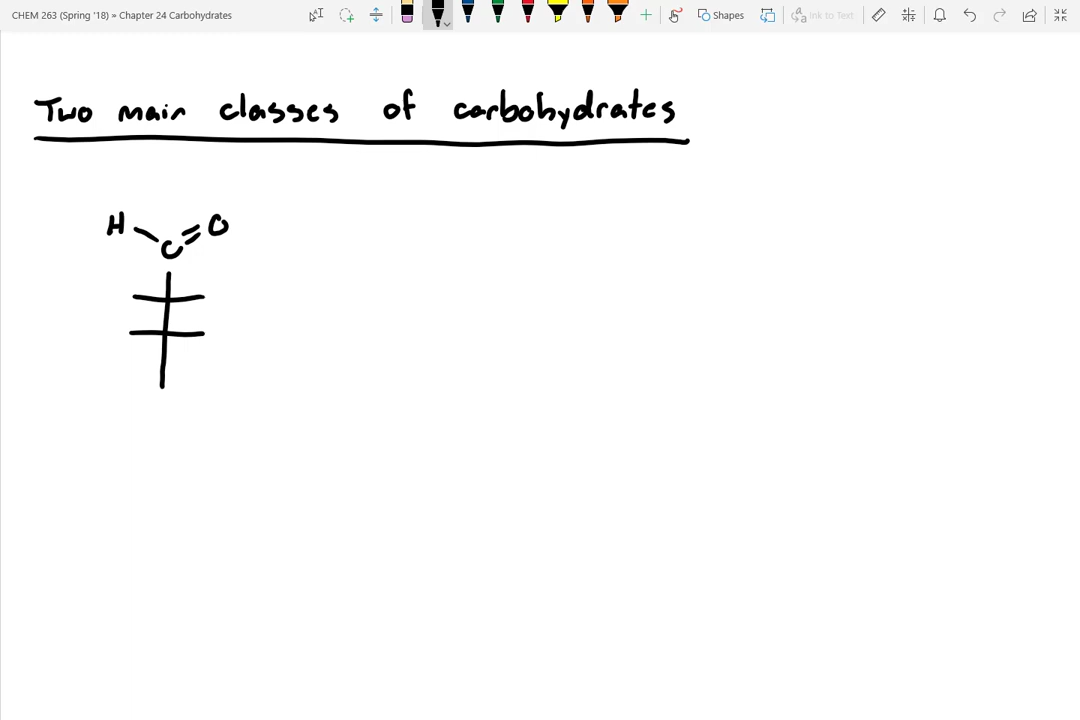 CHEM 263 (Spring '18) » Chapter 24 Carbohydrates
Shapes
Ink to Text
Two main classes of carbohydrates
H O
C